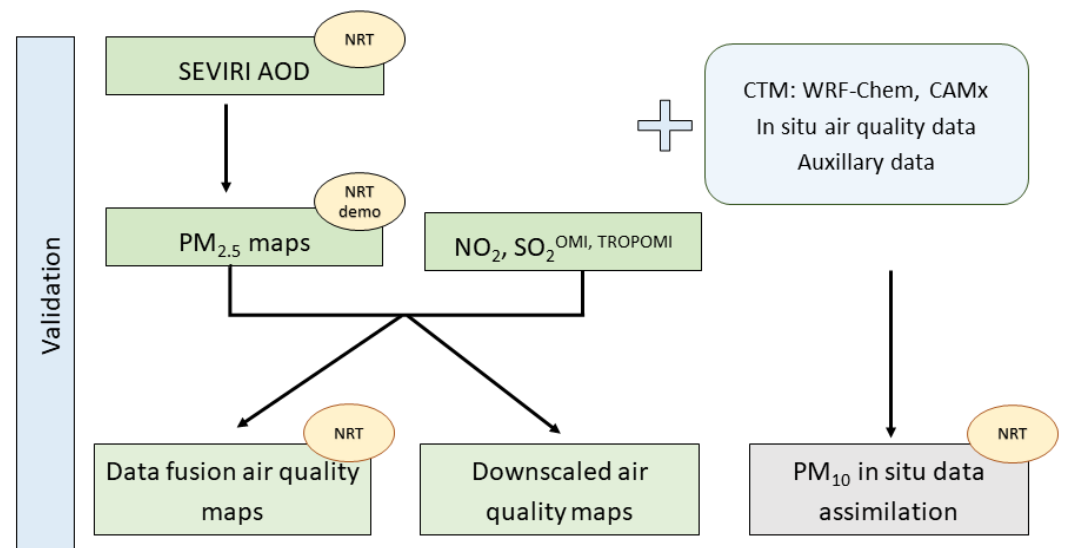 Validation
NRT
SEVIRI AOD
CTM: WRF-Chem, CAMx
In situ air quality data
Auxillary data
NRT
demo
PM2.5 maps
NO2, SO2 OMI, TROPOMI
NRT
Data fusion air quality
maps
Downscaled air
quality maps
NRT
PM10 in situ data
assimilation